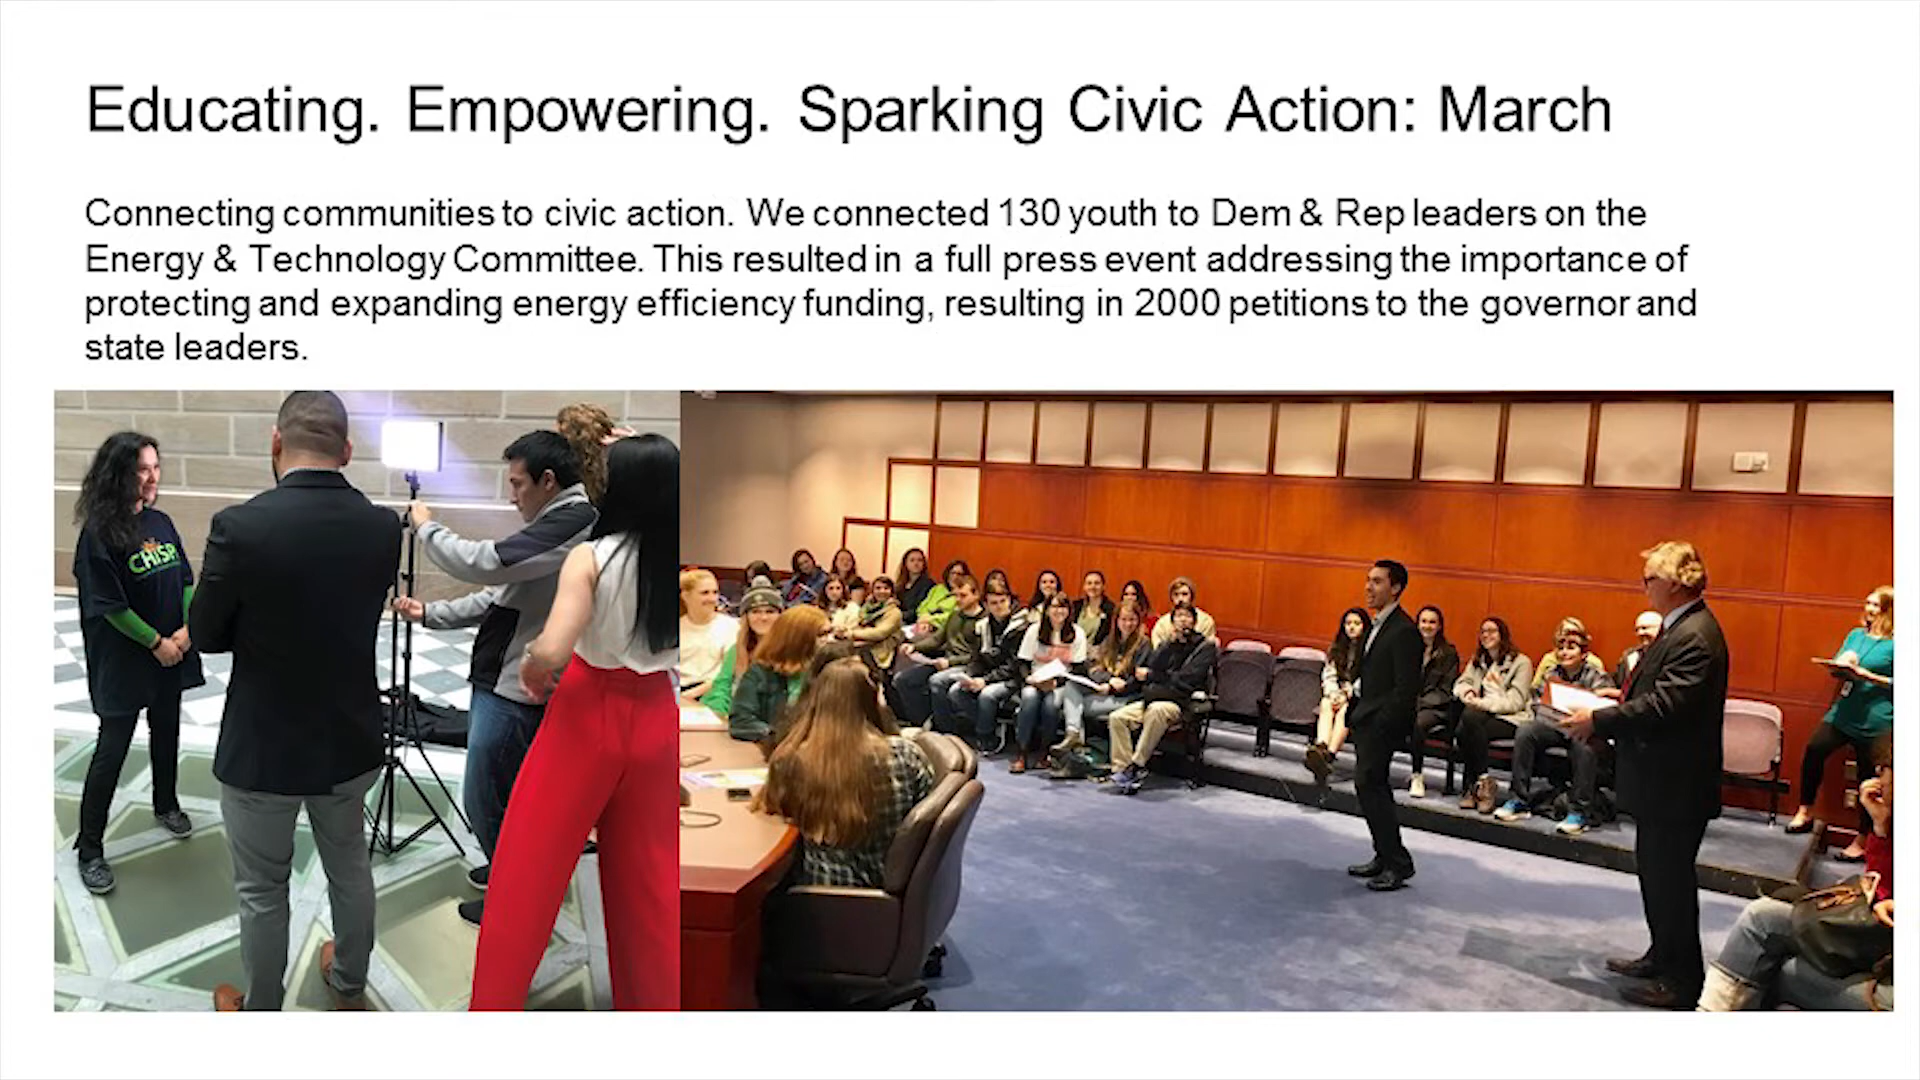 Educating. Empowering. Sparking Civic Action: March
Connecting communities to civic action. We connected 130 youth to Dem & Rep leaders on the
Energy & Technology Committee. This resulted in a full press event addressing the importance of
protecting and expanding energy efficiency funding, resulting in 2000 petitions to the governor and
state leaders.
CHISPA